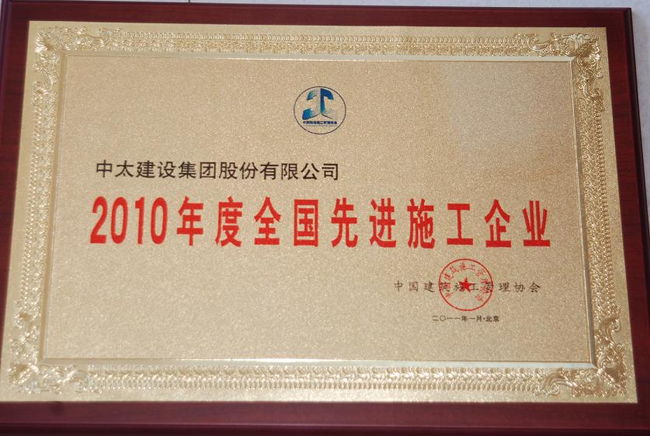 中太建设集团股份有限公司
2010年度全国先进施工企业
中国建筑施工管理协会
二〇一一年一月·北京